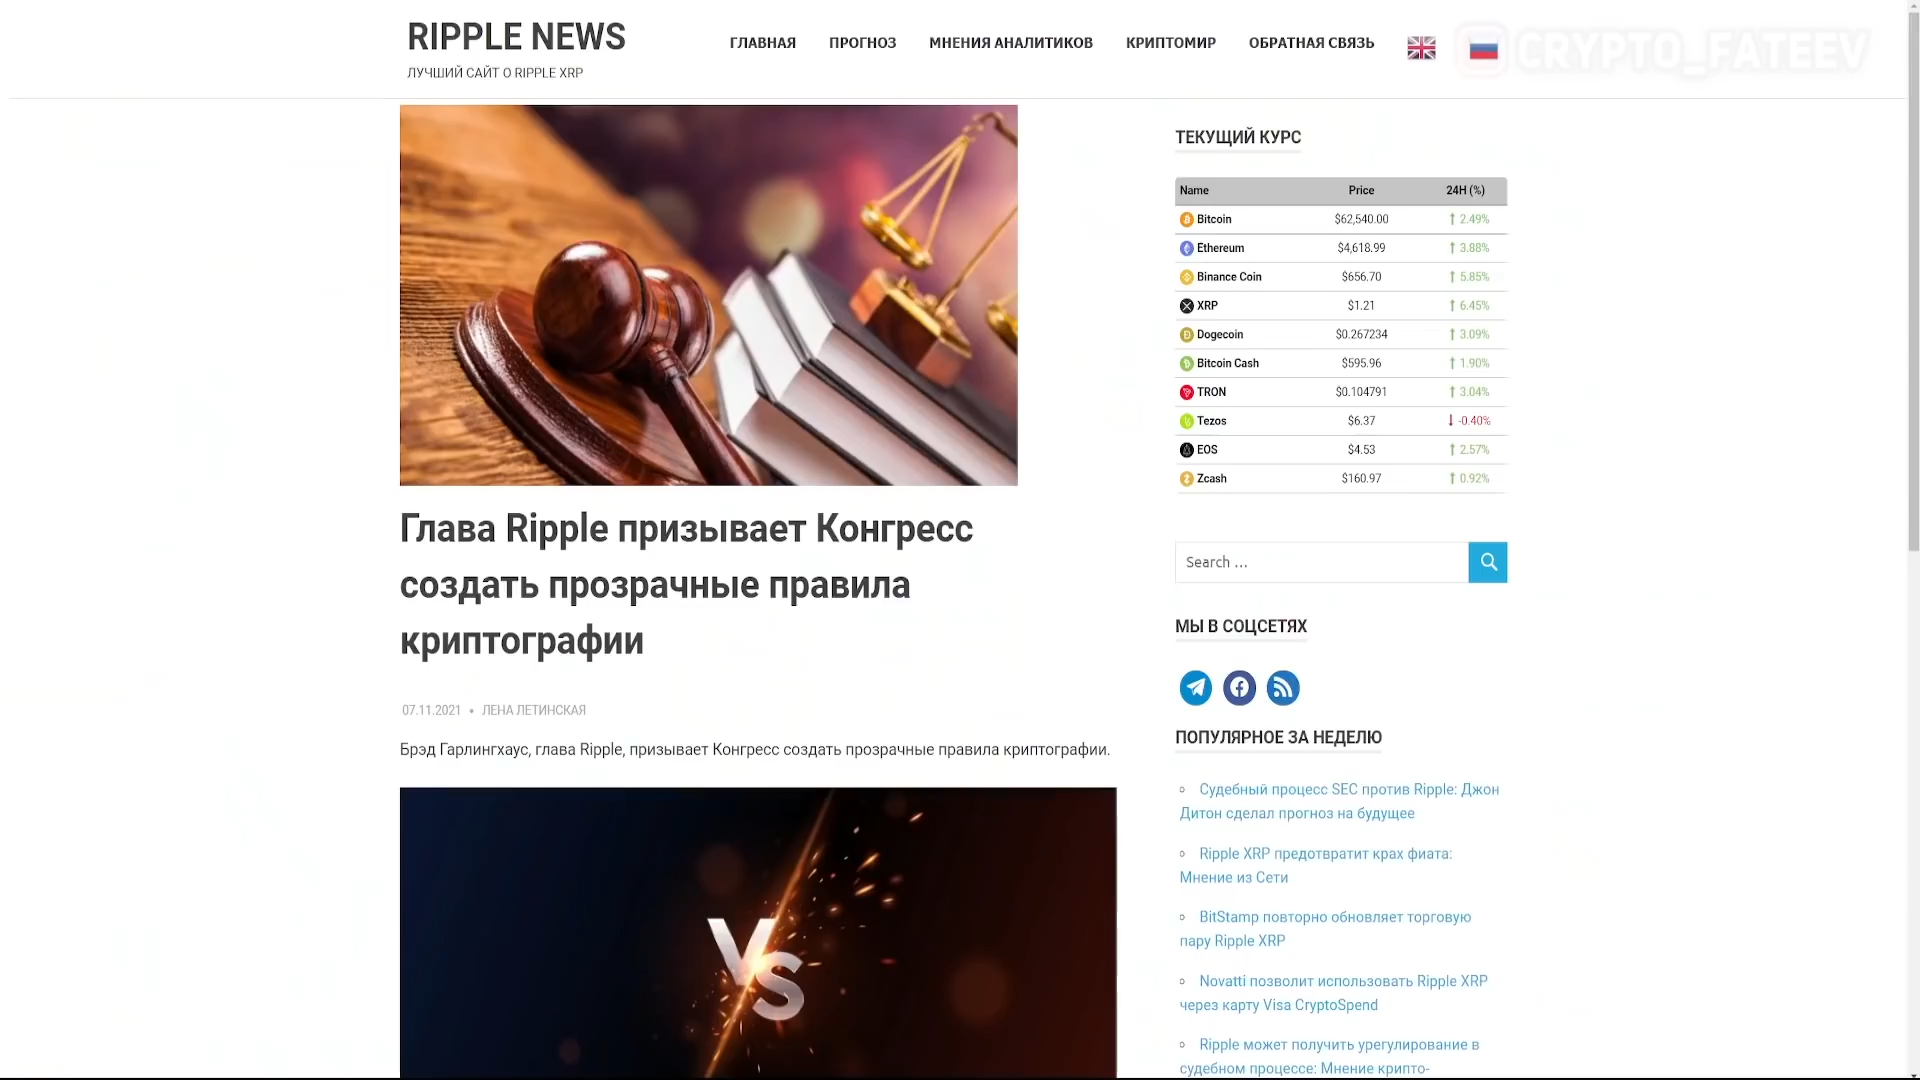 RIPPLE NEWS
ЛУЧШИЙ САЙТ О RIPPLE XRP
ГЛАВНАЯ ПРОГНОЗ МНЕНИЯ АНАЛИТИКОВ КРИПТОМИР ОБРАТНАЯ СВЯЗЬ
CRYPTO_FATEEV
Глава Ripple призывает Конгресс
создать прозрачные правила
криптографии
07.11.2021 • ЛЕНА ЛЕТИНСКАЯ
Брэд Гарлингхаус, глава Ripple, призывает Конгресс создать прозрачные правила криптографии.
VS
ТЕКУЩИЙ КУРС
Name Price 24H (%)
Bitcoin $62,540.00 ↑ 2.49%
Ethereum $4,618.99 ↑ 3.88%
Binance Coin $656.70 ↑ 5.85%
XRP $1.21 ↑ 6.45%
Dogecoin $0.267234 ↑ 3.09%
Bitcoin Cash $595.96 ↑ 1.90%
TRON $0.104791 ↑ 3.04%
Tezos $6.37 ↓ -0.40%
EOS $4.53 ↑ 2.57%
Zcash $160.97 ↑ 0.92%
Search ...
МЫ В СОЦСЕТЯХ
ПОПУЛЯРНОЕ ЗА НЕДЕЛЮ
Судебный процесс SEC против Ripple: Джон
Дитон сделал прогноз на будущее
Ripple XRP предотвратит крах фиата:
Мнение из Сети
BitStamp повторно обновляет торговую
пару Ripple XRP
Novatti позволит использовать Ripple XRP
через карту Visa CryptoSpend
Ripple может получить урегулирование в
судебном процессе: Мнение крипто-